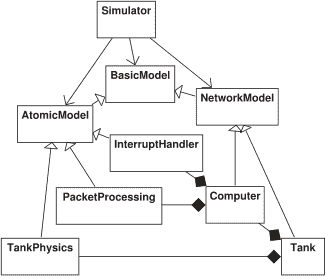 Simulator
BasicModel
NetworkModel
AtomicModel
InterruptHandler
PacketProcessing
Computer
TankPhysics
Tank